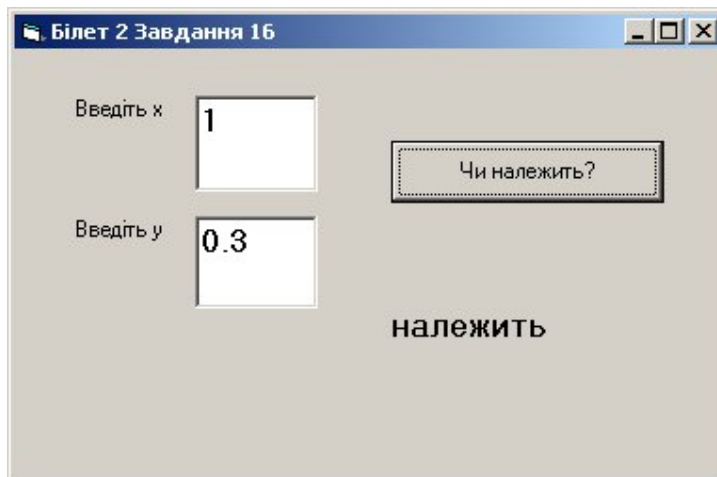 Білет 2 Завдання 16
Введіть x
1
Чи належить?
Введіть y
0.3
належить